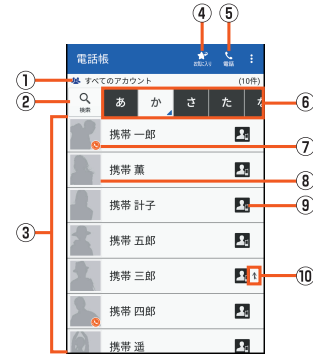 ④ ⑤
電話帳 お気に入り 電話
① すべてのアカウント (10件)
② 検索 あ か さ た な ⑥
③
携帯 一郎 ⑦
携帯 薫 ⑧
携帯 計子 ⑨
携帯 五郎
携帯 三郎 ⑩
携帯 四郎
携帯 遥